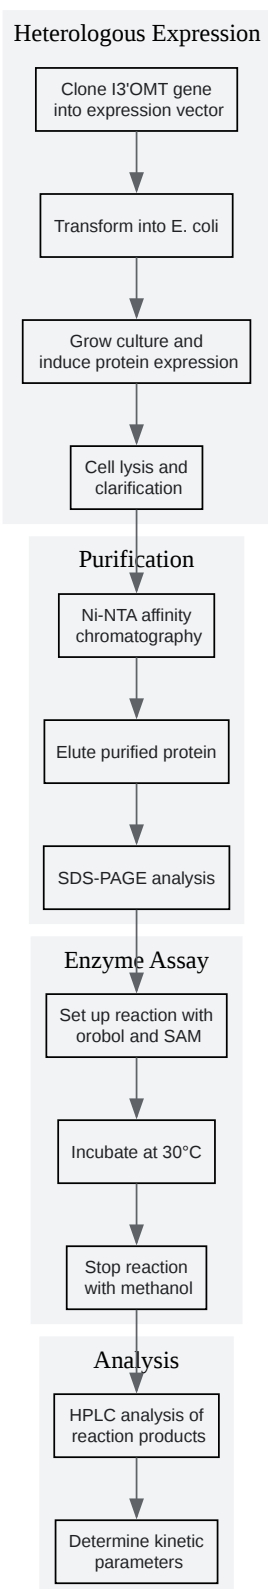 Heterologous Expression
Clone I3'OMT gene
into expression vector
Transform into E. coli
Grow culture and
induce protein expression
Cell lysis and
clarification
Purification
Ni-NTA affinity
chromatography
Elute purified protein
SDS-PAGE analysis
Enzyme Assay
Set up reaction with
orobol and SAM
Incubate at 30°C
Stop reaction
with methanol
Analysis
HPLC analysis of
reaction products
Determine kinetic
parameters